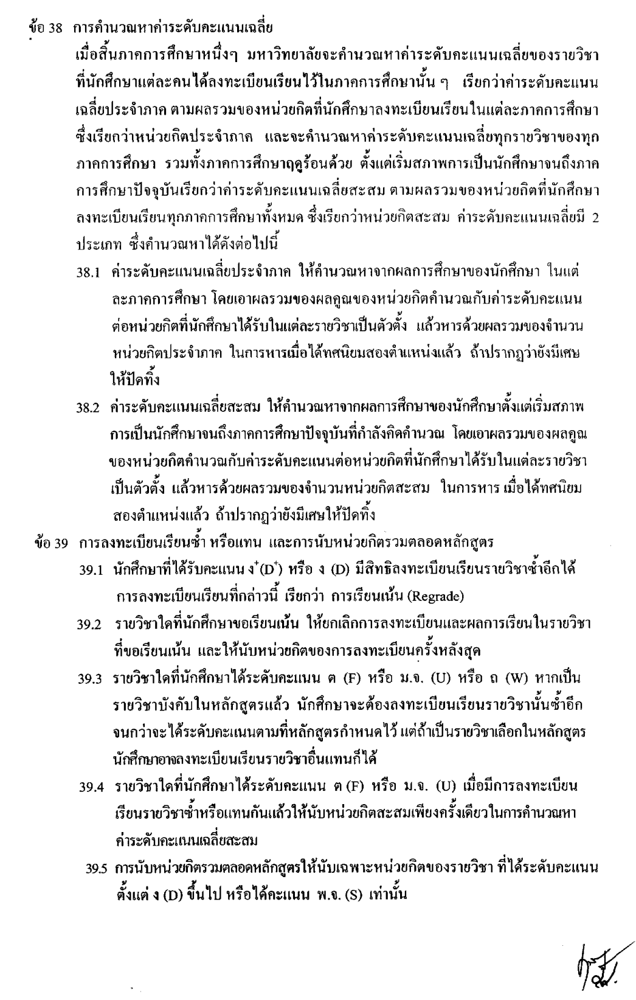 ข้อ 38 การคำนวณหาค่าระดับคะแนนเฉลี่ย
เมื่อสิ้นภาคการศึกษาหนึ่งๆ มหาวิทยาลัยจะคำนวณหาค่าระดับคะแนนเฉลี่ยของรายวิชา
ที่นักศึกษาแต่ละคนได้ลงทะเบียนเรียนไว้ในภาคการศึกษานั้น ๆ เรียกว่าค่าระดับคะแนน
เฉลี่ยประจำภาค ตามผลรวมของหน่วยกิตที่นักศึกษาลงทะเบียนเรียนในแต่ละภาคการศึกษา
ซึ่งเรียกว่าหน่วยกิตประจำภาค และจะคำนวณหาค่าระดับคะแนนเฉลี่ยทุกรายวิชาของทุก
ภาคการศึกษา รวมทั้งภาคการศึกษาฤดูร้อนด้วย ตั้งแต่เริ่มสภาพการเป็นนักศึกษาจนถึงภาค
การศึกษาปัจจุบันเรียกว่าค่าระดับคะแนนเฉลี่ยสะสม ตามผลรวมของหน่วยกิตที่นักศึกษา
ลงทะเบียนเรียนทุกภาคการศึกษาทั้งหมด ซึ่งเรียกว่าหน่วยกิตสะสม ค่าระดับคะแนนเฉลี่ยมี 2
ประเภท ซึ่งคำนวณหาได้ดังต่อไปนี้
38.1 ค่าระดับคะแนนเฉลี่ยประจำภาค ให้คำนวณหาจากผลการศึกษาของนักศึกษา ในแต่
ละภาคการศึกษา โดยเอาผลรวมของผลคูณของหน่วยกิตคำนวณกับค่าระดับคะแนน
ต่อหน่วยกิตที่นักศึกษาได้รับในแต่ละรายวิชาเป็นตัวตั้ง แล้วหารด้วยผลรวมของจำนวน
หน่วยกิตประจำภาค ในการหารเมื่อได้ทศนิยมสองตำแหน่งแล้ว ถ้าปรากฏว่ายังมีเศษ
ให้ปัดทิ้ง
38.2 ค่าระดับคะแนนเฉลี่ยสะสม ให้คำนวณหาจากผลการศึกษาของนักศึกษาตั้งแต่เริ่มสภาพ
การเป็นนักศึกษาจนถึงภาคการศึกษาปัจจุบันที่กำลังคิดคำนวณ โดยเอาผลรวมของผลคูณ
ของหน่วยกิตคำนวณกับค่าระดับคะแนนต่อหน่วยกิตที่นักศึกษาได้รับในแต่ละรายวิชา
เป็นตัวตั้ง แล้วหารด้วยผลรวมของจำนวนหน่วยกิตสะสม ในการหาร เมื่อได้ทศนิยม
สองตำแหน่งแล้ว ถ้าปรากฏว่ายังมีเศษให้ปัดทิ้ง
ข้อ 39 การลงทะเบียนเรียนซ้ำ หรือแทน และการนับหน่วยกิตรวมตลอดหลักสูตร
39.1 นักศึกษาที่ได้รับคะแนน ง⁺(D⁺) หรือ ง (D) มีสิทธิลงทะเบียนเรียนรายวิชาซ้ำอีกได้
การลงทะเบียนเรียนที่กล่าวนี้ เรียกว่า การเรียนเน้น (Regrade)
39.2 รายวิชาใดที่นักศึกษาขอเรียนเน้น ให้ยกเลิกการลงทะเบียนและผลการเรียนในรายวิชา
ที่ขอเรียนเน้น และให้นับหน่วยกิตของการลงทะเบียนครั้งหลังสุด
39.3 รายวิชาใดที่นักศึกษาได้ระดับคะแนน ต (F) หรือ ม.จ. (U) หรือ ถ (W) หากเป็น
รายวิชาบังคับในหลักสูตรแล้ว นักศึกษาจะต้องลงทะเบียนเรียนรายวิชานั้นซ้ำอีก
จนกว่าจะได้ระดับคะแนนตามที่หลักสูตรกำหนดไว้ แต่ถ้าเป็นรายวิชาเลือกในหลักสูตร
นักศึกษาอาจลงทะเบียนเรียนรายวิชาอื่นแทนก็ได้
39.4 รายวิชาใดที่นักศึกษาได้ระดับคะแนน ต (F) หรือ ม.จ. (U) เมื่อมีการลงทะเบียน
เรียนรายวิชาซ้ำหรือแทนกันแล้วให้นับหน่วยกิตสะสมเพียงครั้งเดียวในการคำนวณหา
ค่าระดับคะแนนเฉลี่ยสะสม
39.5 การนับหน่วยกิตรวมตลอดหลักสูตรให้นับเฉพาะหน่วยกิตของรายวิชา ที่ได้ระดับคะแนน
ตั้งแต่ ง (D) ขึ้นไป หรือได้คะแนน พ.จ. (S) เท่านั้น